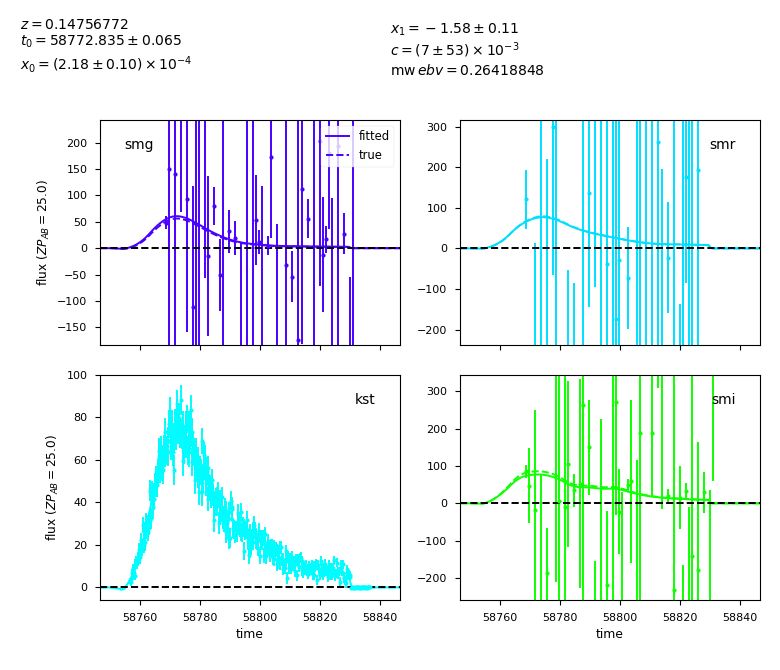 z = 0.14756772
t₀ = 58772.835 ± 0.065
x₀ = (2.18 ± 0.10) × 10⁻⁴
x₁ = −1.58 ± 0.11
c = (7 ± 53) × 10⁻³
mw ebv = 0.26418848
smg
fitted
true
flux (ZP_AB = 25.0)
200
150
100
50
0
−50
−100
−150
smr
300
200
100
0
−100
−200
kst
flux (ZP_AB = 25.0)
100
80
60
40
20
0
58760 58780 58800 58820 58840
time
smi
300
200
100
0
−100
−200
58760 58780 58800 58820 58840
time